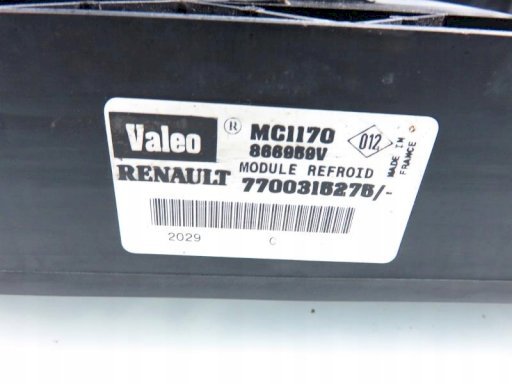 Valeo ® MC1170 012
866959V
MODULE REFROID
RENAULT 7700315275/-
MADE IN FRANCE
2029 C